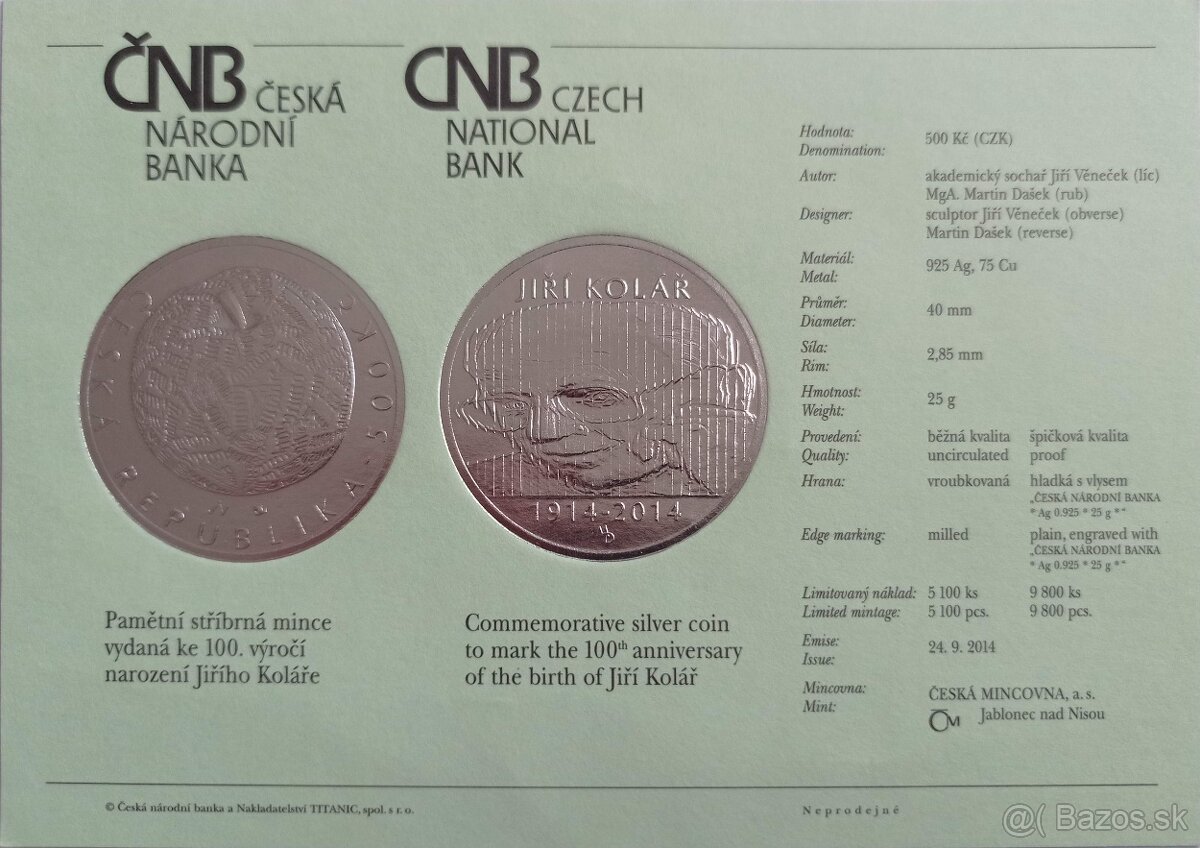 ČNB ČESKÁ
NÁRODNÍ
BANKA
CNB CZECH
NATIONAL
BANK
ČESKÁ REPUBLIKA · 500 KČ
JIŘÍ KOLÁŘ
1914-2014
Pamětní stříbrná mince
vydaná ke 100. výročí
narození Jiřího Koláře
Commemorative silver coin
to mark the 100th anniversary
of the birth of Jiří Kolář
Hodnota:
Denomination: 500 Kč (CZK)
Autor: akademický sochař Jiří Věneček (líc)
MgA. Martin Dašek (rub)
Designer: sculptor Jiří Věneček (obverse)
Martin Dašek (reverse)
Materiál:
Metal: 925 Ag, 75 Cu
Průměr:
Diameter: 40 mm
Síla:
Rim: 2,85 mm
Hmotnost:
Weight: 25 g
Provedení: běžná kvalita špičková kvalita
Quality: uncirculated proof
Hrana: vroubkovaná hladká s vlysem
„ČESKÁ NÁRODNÍ BANKA
* Ag 0.925 * 25 g *“
Edge marking: milled plain, engraved with
„ČESKÁ NÁRODNÍ BANKA
* Ag 0.925 * 25 g *“
Limitovaný náklad: 5 100 ks 9 800 ks
Limited mintage: 5 100 pcs. 9 800 pcs.
Emise:
Issue: 24. 9. 2014
Mincovna: ČESKÁ MINCOVNA, a. s.
Mint: ČM Jablonec nad Nisou
© Česká národní banka a Nakladatelství TITANIC, spol. s r. o.
Neprodejné
@( Bazos.sk